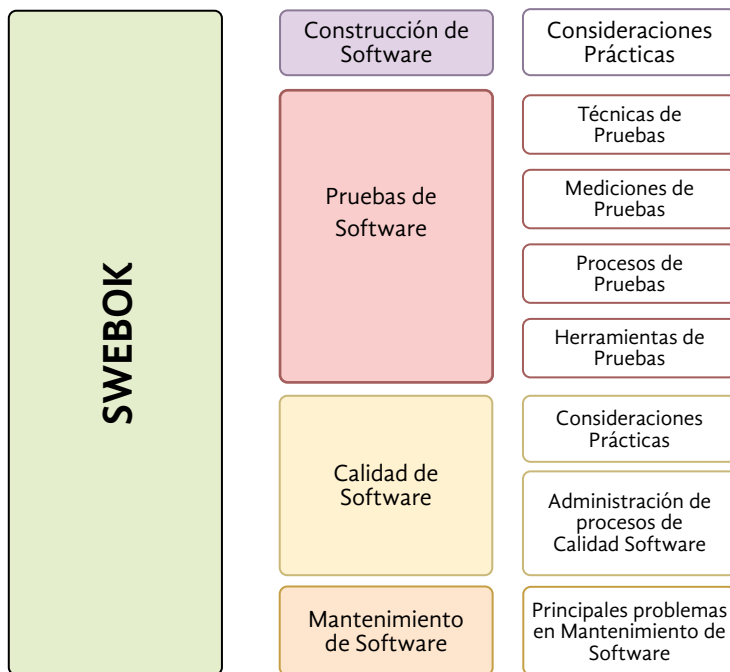 SWEBOK
Construcción de
Software
Consideraciones
Prácticas
Pruebas de
Software
Técnicas de
Pruebas
Mediciones de
Pruebas
Procesos de
Pruebas
Herramientas de
Pruebas
Calidad de
Software
Consideraciones
Prácticas
Administración de
procesos de
Calidad Software
Mantenimiento
de Software
Principales problemas
en Mantenimiento de
Software